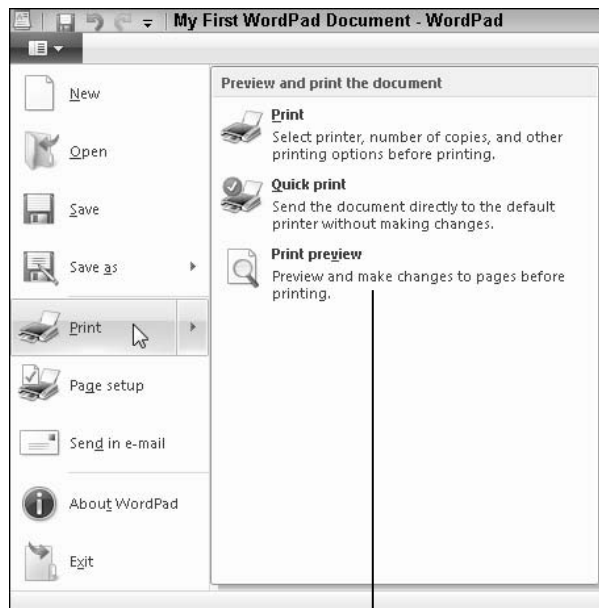 My First WordPad Document - WordPad
New
Open
Save
Save as
Print
Page setup
Send in e-mail
About WordPad
Exit
Preview and print the document
Print
Select printer, number of copies, and other
printing options before printing.
Quick print
Send the document directly to the default
printer without making changes.
Print preview
Preview and make changes to pages before
printing.